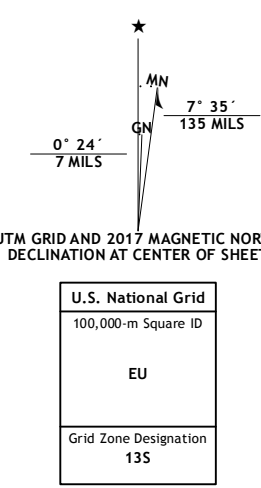 ★
MN
7° 35´
135 MILS
GN
0° 24´
7 MILS
UTM GRID AND 2017 MAGNETIC NOR
DECLINATION AT CENTER OF SHEET
U.S. National Grid
100,000-m Square ID
EU
Grid Zone Designation
13S